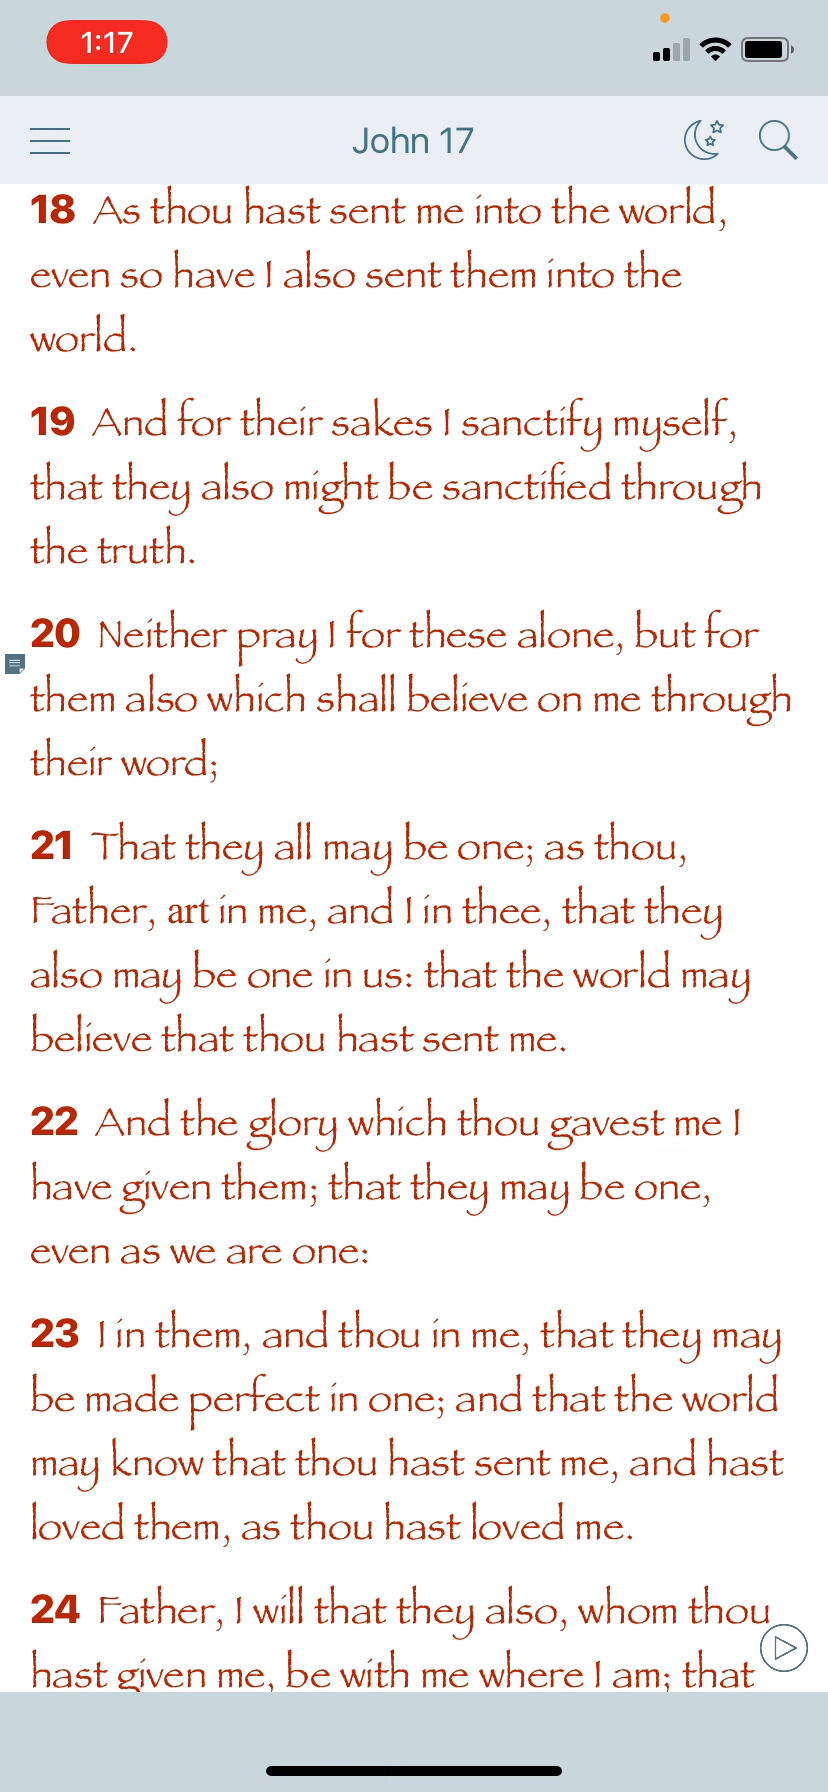 1:17
John 17
18 As thou hast sent me into the world,
even so have I also sent them into the
world.
19 And for their sakes I sanctify myself,
that they also might be sanctified through
the truth.
20 Neither pray I for these alone, but for
them also which shall believe on me through
their word;
21 That they all may be one; as thou,
Father, art in me, and I in thee, that they
also may be one in us: that the world may
believe that thou hast sent me.
22 And the glory which thou gavest me I
have given them; that they may be one,
even as we are one:
23 I in them, and thou in me, that they may
be made perfect in one; and that the world
may know that thou hast sent me, and hast
loved them, as thou hast loved me.
24 Father, I will that they also, whom thou
hast given me, be with me where I am; that